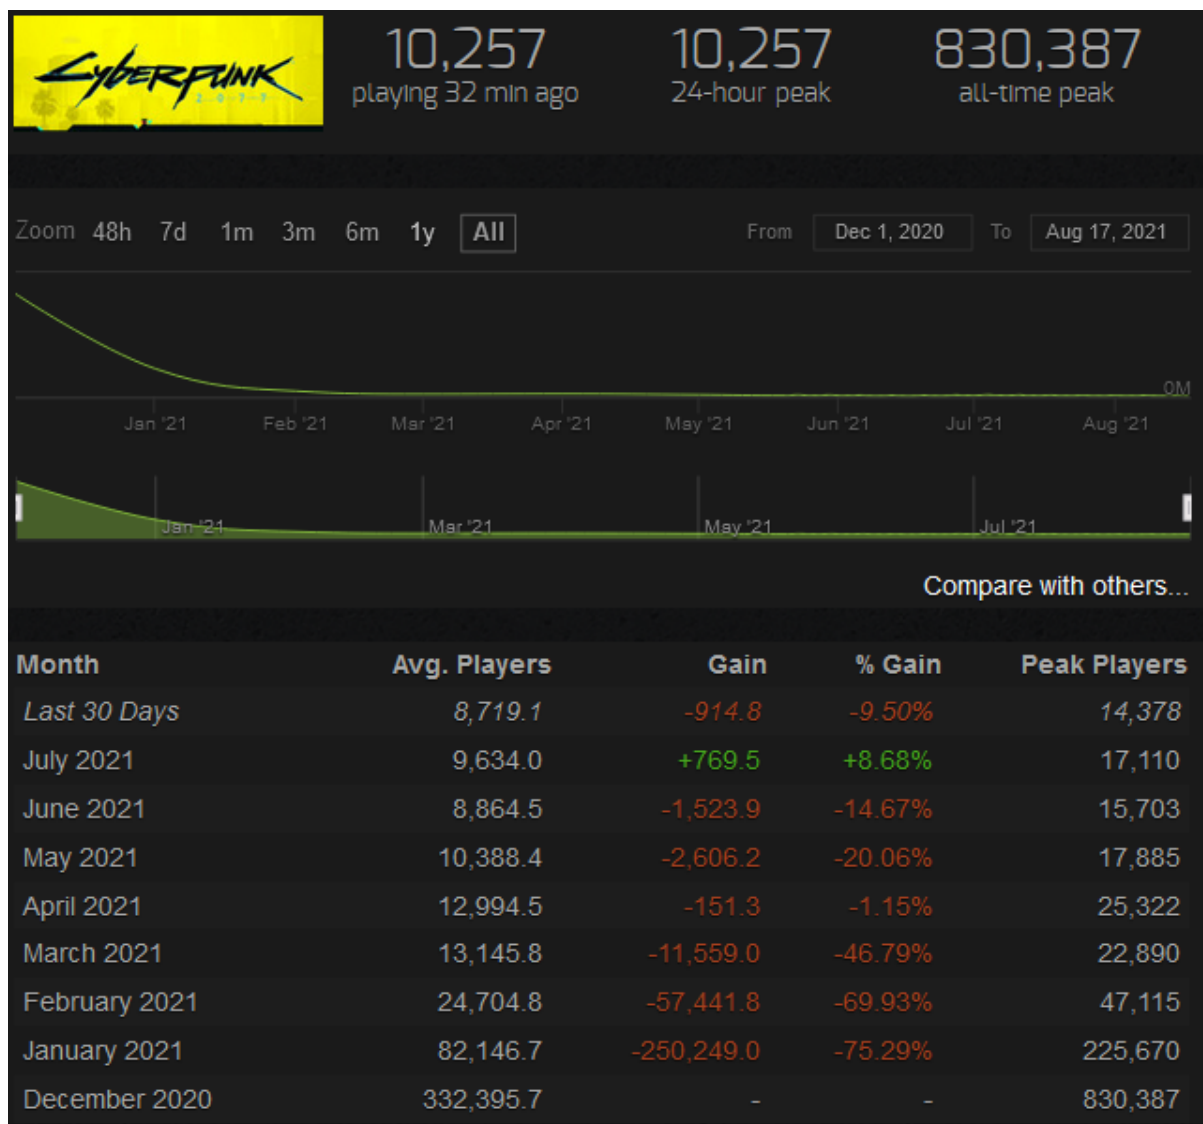 CYBERPUNK
2077
10,257
playing 32 min ago
10,257
24-hour peak
830,387
all-time peak
Zoom 48h 7d 1m 3m 6m 1y All From Dec 1, 2020 To Aug 17, 2021
0M
Jan '21 Feb '21 Mar '21 Apr '21 May '21 Jun '21 Jul '21 Aug '21
Jan '21 Mar '21 May '21 Jul '21
Compare with others...
Month Avg. Players Gain % Gain Peak Players
Last 30 Days 8,719.1 -914.8 -9.50% 14,378
July 2021 9,634.0 +769.5 +8.68% 17,110
June 2021 8,864.5 -1,523.9 -14.67% 15,703
May 2021 10,388.4 -2,606.2 -20.06% 17,885
April 2021 12,994.5 -151.3 -1.15% 25,322
March 2021 13,145.8 -11,559.0 -46.79% 22,890
February 2021 24,704.8 -57,441.8 -69.93% 47,115
January 2021 82,146.7 -250,249.0 -75.29% 225,670
December 2020 332,395.7 - - 830,387